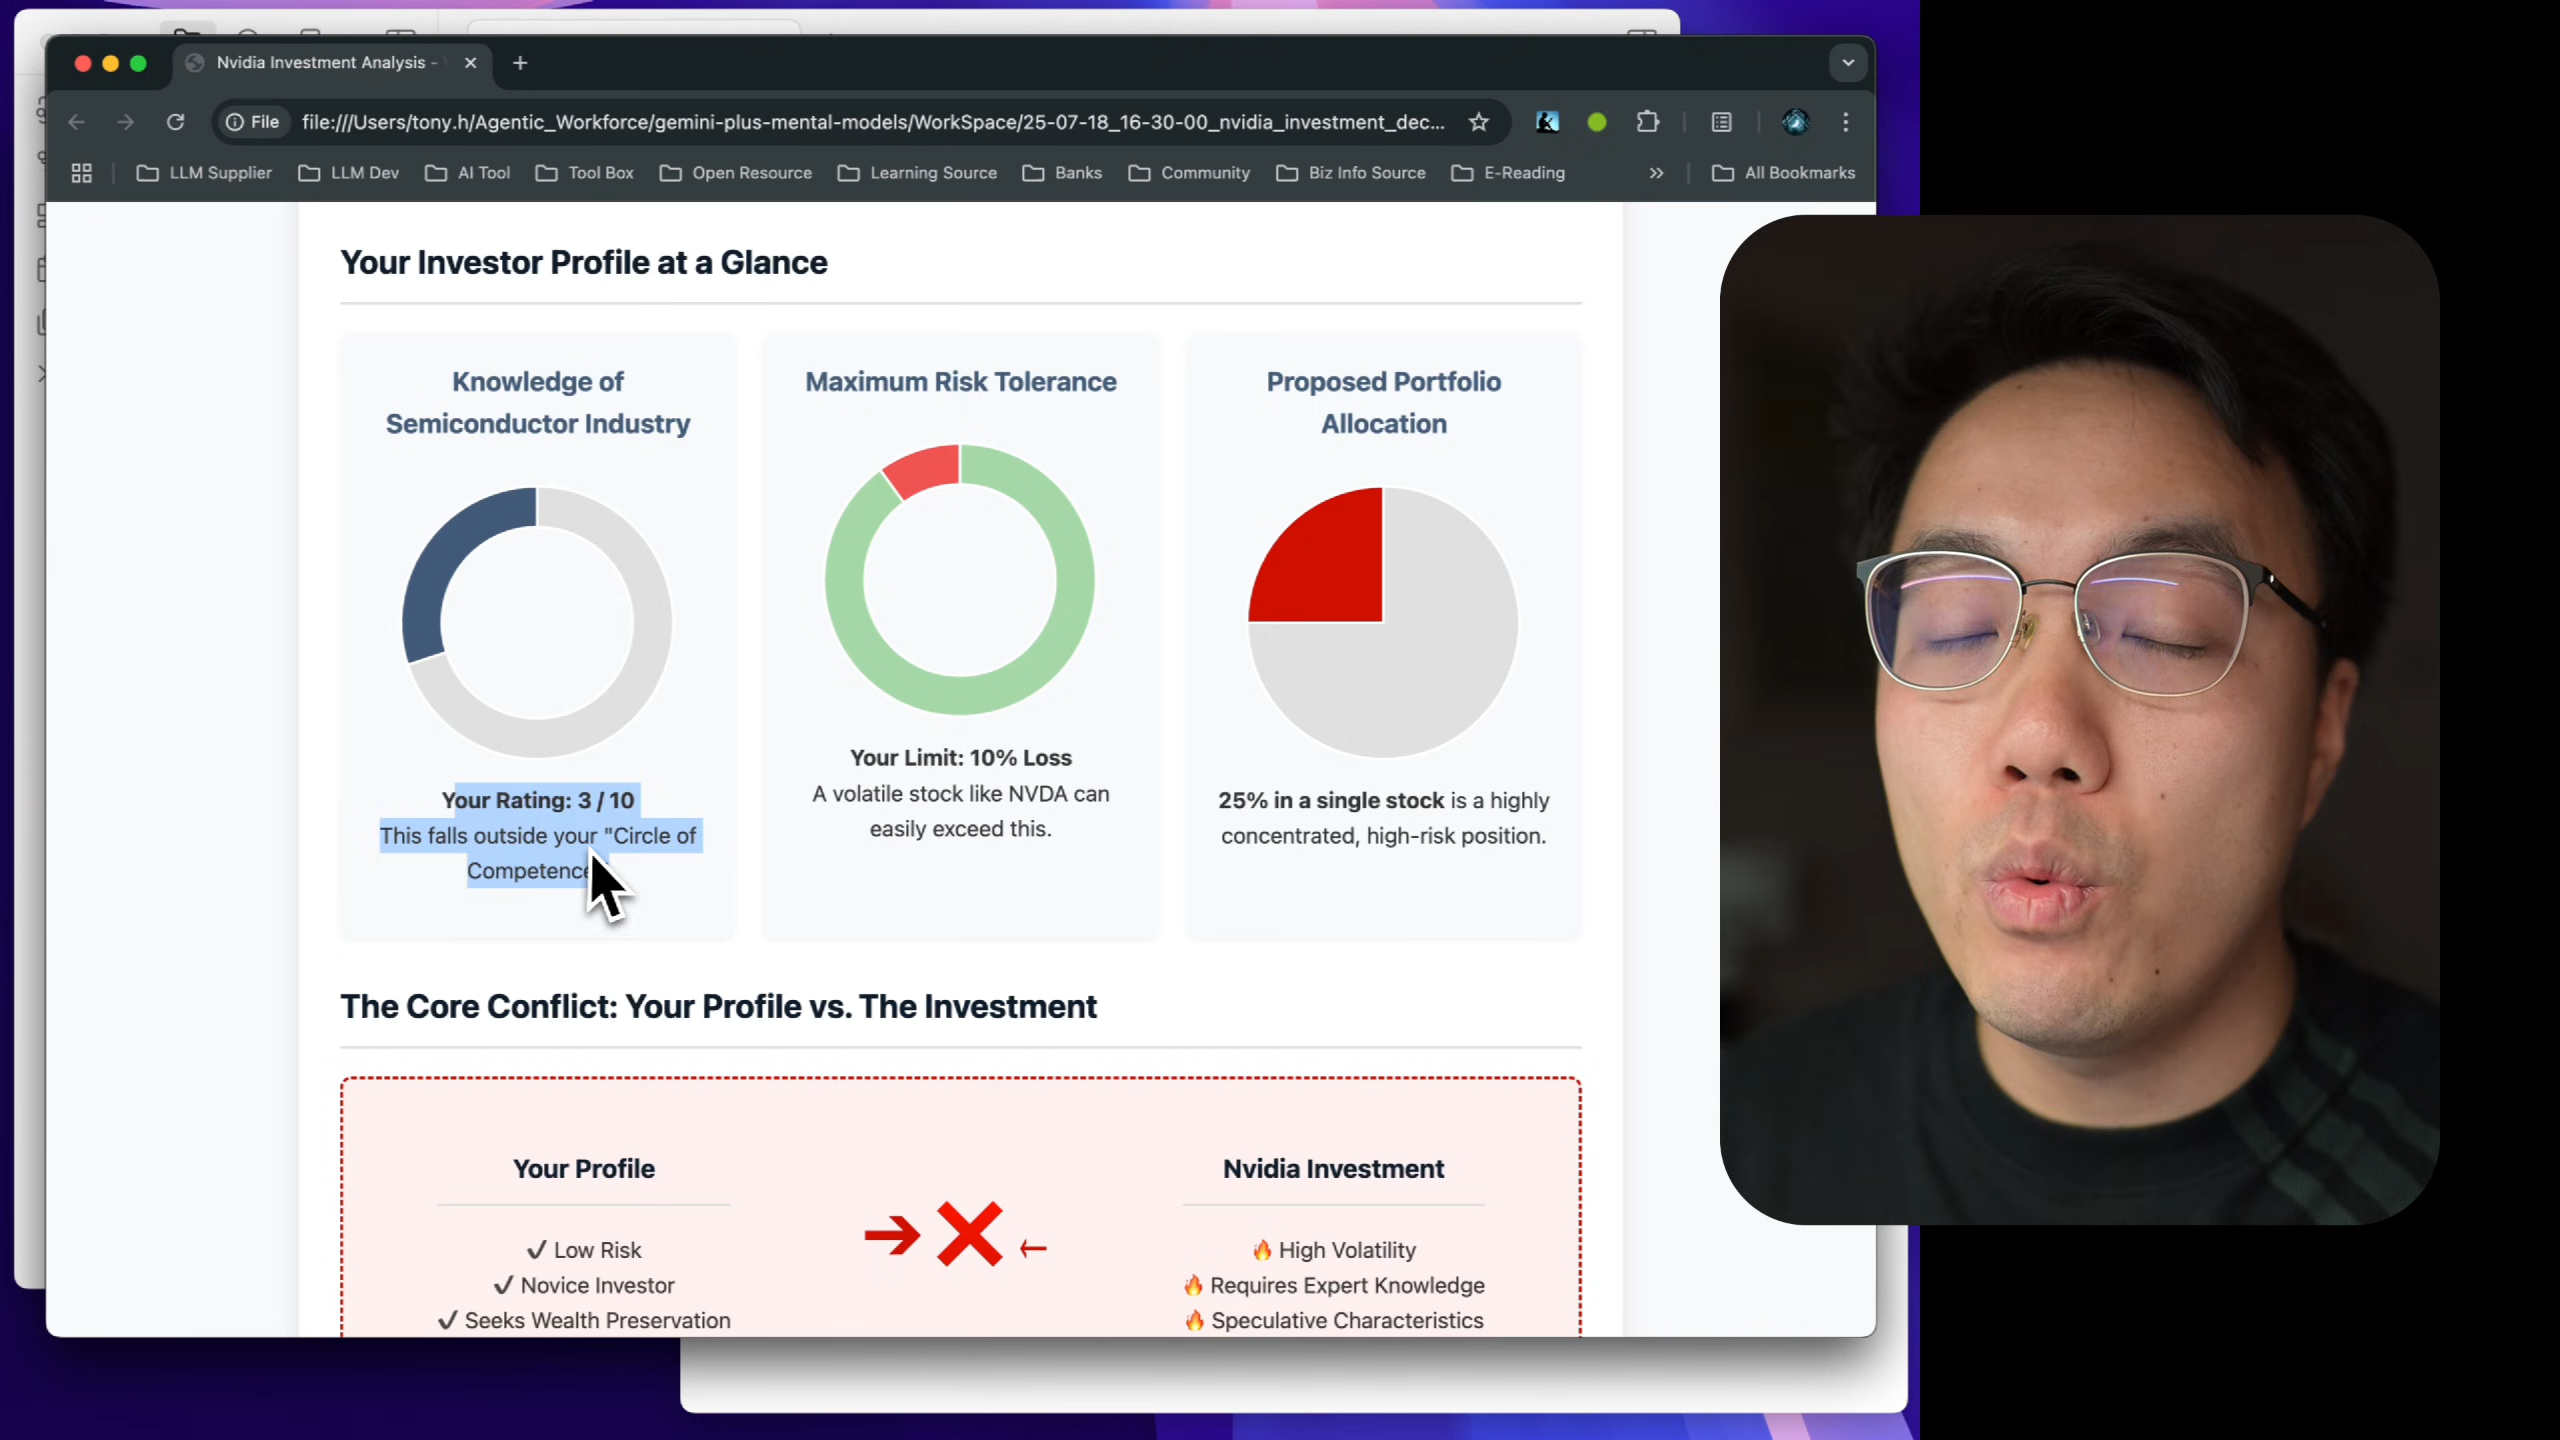 Nvidia Investment Analysis -
File
file:///Users/tony.h/Agentic_Workforce/gemini-plus-mental-models/WorkSpace/25-07-18_16-30-00_nvidia_investment_dec...
LLM Supplier
LLM Dev
AI Tool
Tool Box
Open Resource
Learning Source
Banks
Community
Biz Info Source
E-Reading
All Bookmarks
Your Investor Profile at a Glance
Knowledge of
Semiconductor Industry
Your Rating: 3 / 10
This falls outside your "Circle of
Competence
Maximum Risk Tolerance
Your Limit: 10% Loss
A volatile stock like NVDA can
easily exceed this.
Proposed Portfolio
Allocation
25% in a single stock is a highly
concentrated, high-risk position.
The Core Conflict: Your Profile vs. The Investment
Your Profile
✔ Low Risk
✔ Novice Investor
✔ Seeks Wealth Preservation
➔ ❌ ←
Nvidia Investment
🔥 High Volatility
🔥 Requires Expert Knowledge
🔥 Speculative Characteristics